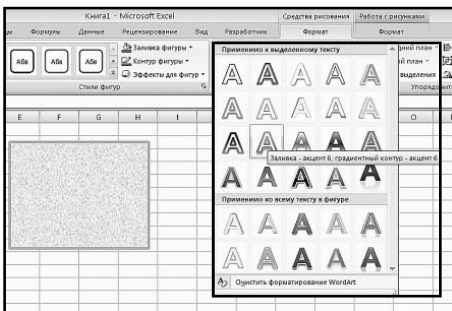 Книга1 - Microsoft Excel
Средства рисования
Работа с рисунками
Формулы
Данные
Рецензирование
Вид
Разработчик
Формат
Формат
Абв
Абв
Абв
Заливка фигуры
Контур фигуры
Эффекты для фигур
Стили фигур
Применимо к выделенному тексту
план
план
выделения
E F G H I O
Заливка - акцент 6, градиентный контур - акцент 6
Применимо ко всему тексту в фигуре
Очистить форматирование WordArt